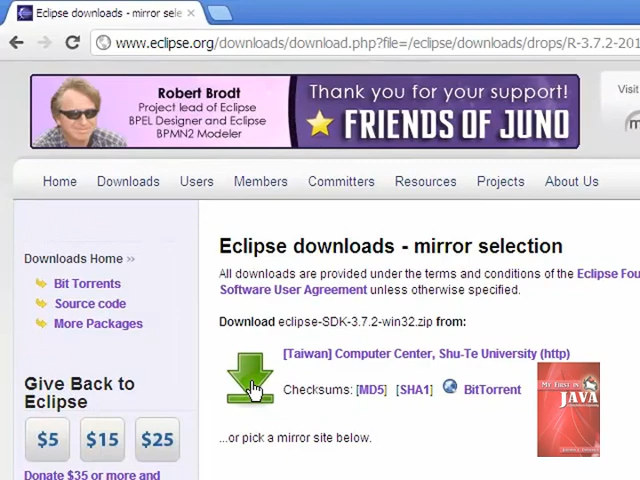 Eclipse downloads - mirror sele
www.eclipse.org/downloads/download.php?file=/eclipse/downloads/drops/R-3.7.2-201
Robert Brodt
Project lead of Eclipse
BPEL Designer and Eclipse
BPMN2 Modeler
Thank you for your support!
FRIENDS OF JUNO
Visit
m
Home Downloads Users Members Committers Resources Projects About Us
Downloads Home >>
Bit Torrents
Source code
More Packages
Give Back to
Eclipse
$5 $15 $25
Donate $35 or more and
Eclipse downloads - mirror selection
All downloads are provided under the terms and conditions of the Eclipse Fou
Software User Agreement unless otherwise specified.
Download eclipse-SDK-3.7.2-win32.zip from:
[Taiwan] Computer Center, Shu-Te University (http)
Checksums: [MD5] [SHA1] BitTorrent
...or pick a mirror site below.
MY FIRST IN
JAVA